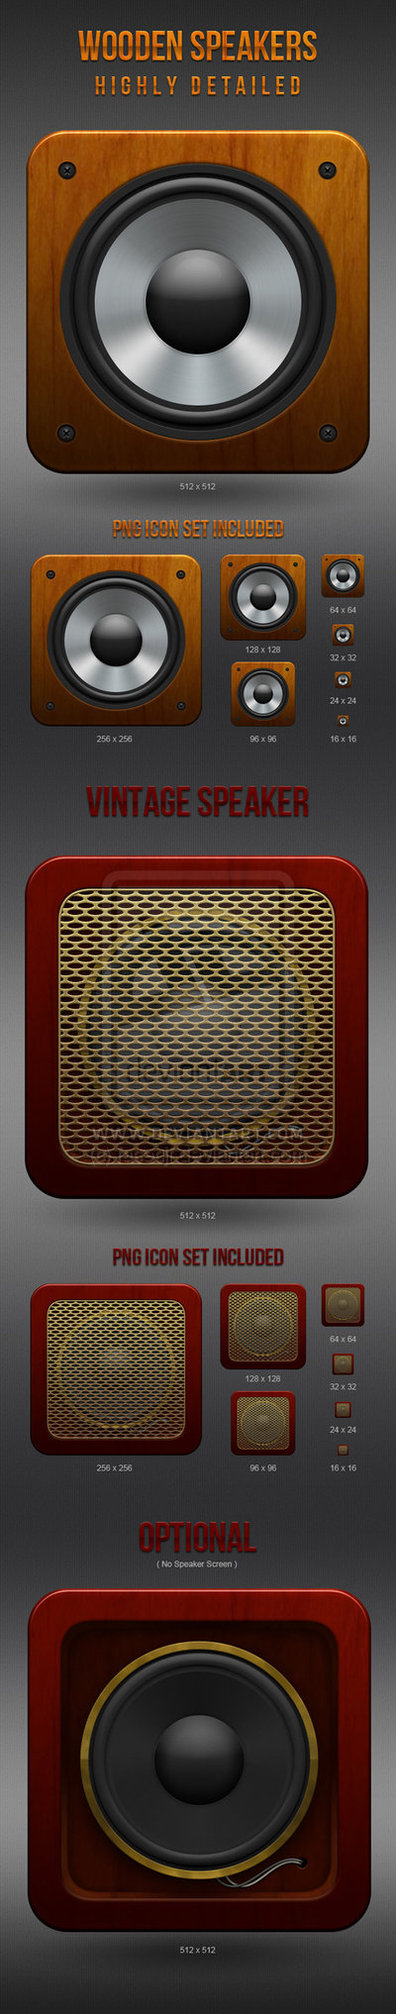 WOODEN SPEAKERS
HIGHLY DETAILED
512 x 512
PNG ICON SET INCLUDED
64 x 64
128 x 128
32 x 32
24 x 24
256 x 256
96 x 96
16 x 16
VINTAGE SPEAKER
512 x 512
PNG ICON SET INCLUDED
64 x 64
128 x 128
32 x 32
24 x 24
256 x 256
96 x 96
16 x 16
OPTIONAL
( No Speaker Screen )
512 x 512